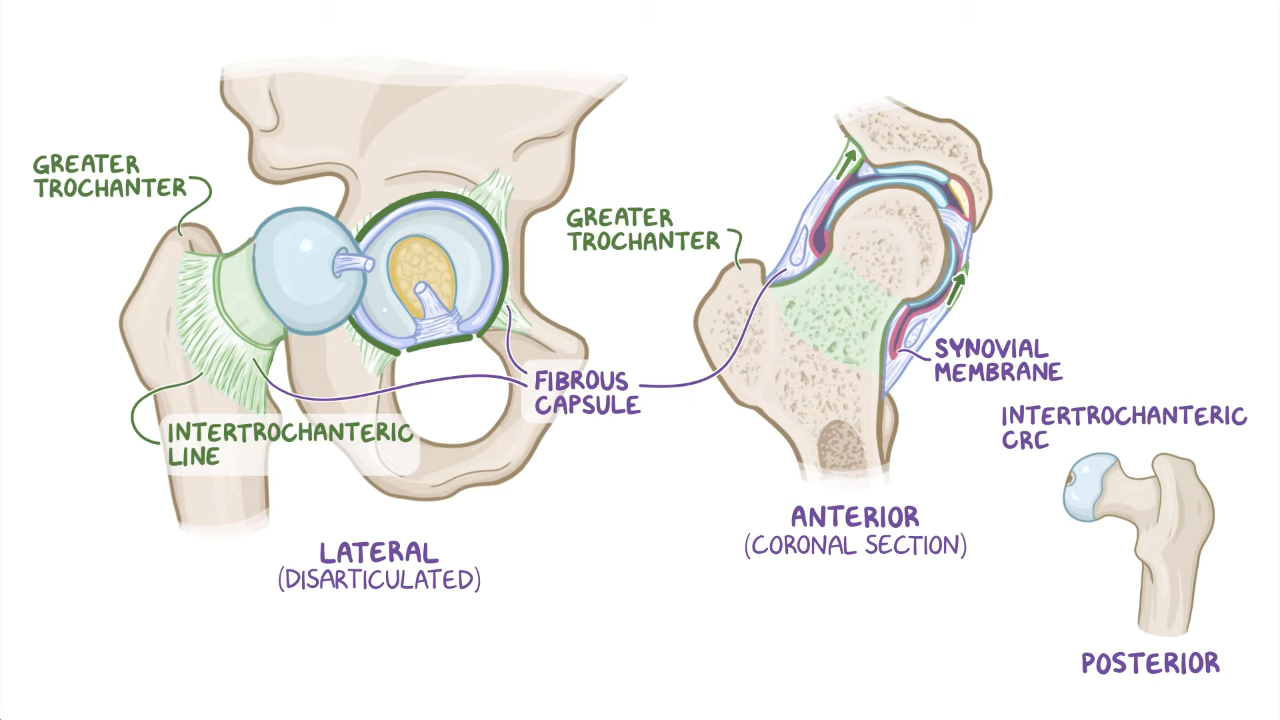 GREATER
TROCHANTER
INTERTROCHANTERIC
LINE
LATERAL
(DISARTICULATED)
FIBROUS
CAPSULE
GREATER
TROCHANTER
SYNOVIAL
MEMBRANE
ANTERIOR
(CORONAL SECTION)
INTERTROCHANTERIC
CRC
POSTERIOR